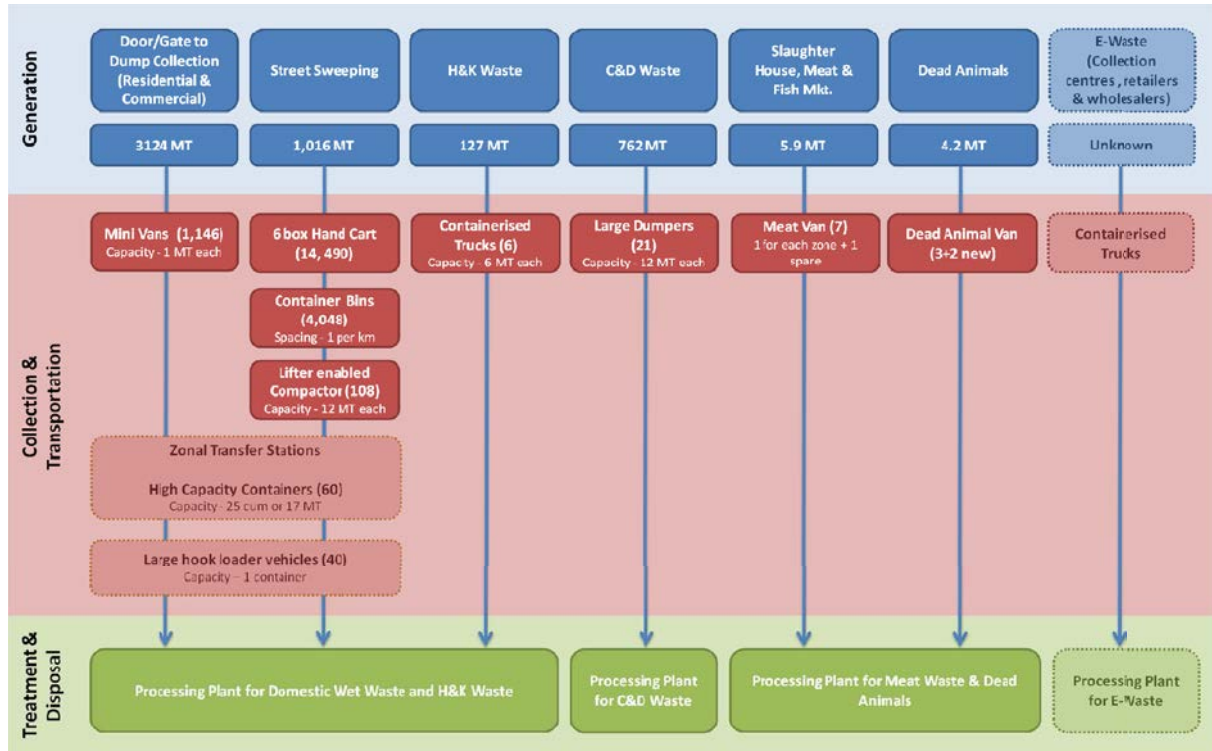 Generation
Door/Gate to
Dump Collection
(Residential &
Commercial)
Street Sweeping
H&K Waste
C&D Waste
Slaughter
House, Meat &
Fish Mkt.
Dead Animals
E-Waste
(Collection
centres, retailers
& wholesalers)
3124 MT
1,016 MT
127 MT
762 MT
5.9 MT
4.2 MT
Unknown
Collection &
Transportation
Mini Vans (1,146)
Capacity - 1 MT each
6 box Hand Cart
(14, 490)
Containerised
Trucks (6)
Capacity - 6 MT each
Large Dumpers
(21)
Capacity - 12 MT each
Meat Van (7)
1 for each zone + 1
spare
Dead Animal Van
(3+2 new)
Containerised
Trucks
Container Bins
(4,048)
Spacing - 1 per km
Lifter enabled
Compactor (108)
Capacity - 12 MT each
Zonal Transfer Stations
High Capacity Containers (60)
Capacity - 25 cum or 17 MT
Large hook loader vehicles (40)
Capacity – 1 container
Treatment &
Disposal
Processing Plant for Domestic Wet Waste and H&K Waste
Processing Plant
for C&D Waste
Processing Plant for Meat Waste & Dead
Animals
Processing Plant
for E-Waste